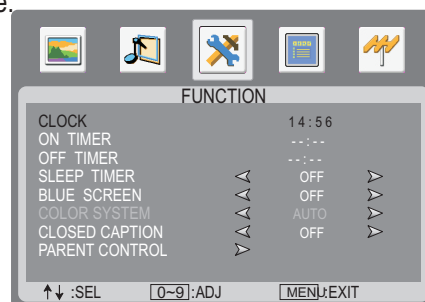 e.
FUNCTION
CLOCK 14:56
ON TIMER --:--
OFF TIMER --:--
SLEEP TIMER OFF
BLUE SCREEN OFF
COLOR SYSTEM AUTO
CLOSED CAPTION OFF
PARENT CONTROL
↑↓ :SEL 0~9 :ADJ MENU:EXIT